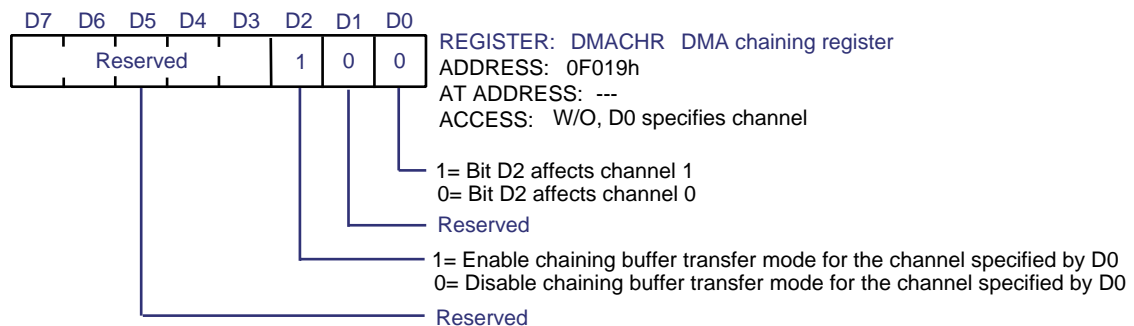 D7 D6 D5 D4 D3 D2 D1 D0
Reserved 1 0 0
REGISTER: DMACHR DMA chaining register
ADDRESS: 0F019h
AT ADDRESS: ---
ACCESS: W/O, D0 specifies channel
1= Bit D2 affects channel 1
0= Bit D2 affects channel 0
Reserved
1= Enable chaining buffer transfer mode for the channel specified by D0
0= Disable chaining buffer transfer mode for the channel specified by D0
Reserved